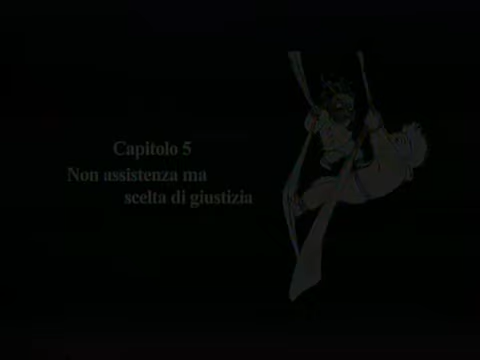 Capitolo 5
Non assistenza ma
scelta di giustizia